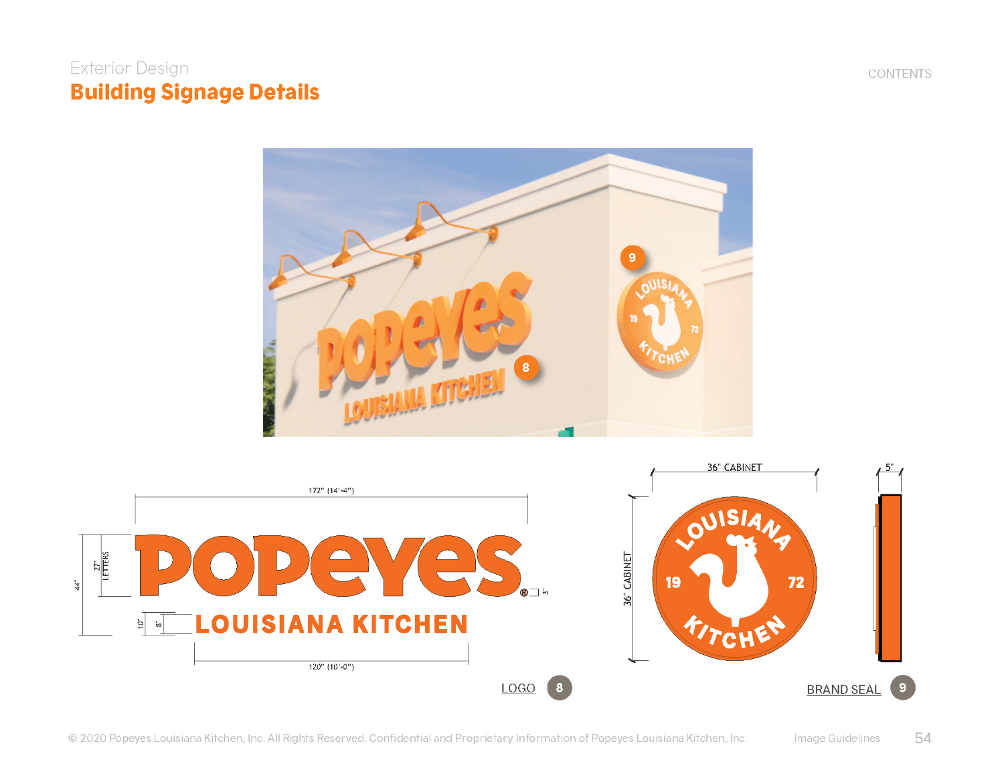 Exterior Design
Building Signage Details
CONTENTS
POPEYES
LOUISIANA KITCHEN
8
9
LOUISIANA
19
72
KITCHEN
172" (14'-4")
44"
27"
LETTERS
POPEYES®
3"
10"
8"
LOUISIANA KITCHEN
120" (10'-0")
LOGO 8
36" CABINET
5"
36" CABINET
LOUISIANA
19 72
KITCHEN
BRAND SEAL 9
© 2020 Popeyes Louisiana Kitchen, Inc. All Rights Reserved. Confidential and Proprietary Information of Popeyes Louisiana Kitchen, Inc. Image Guidelines 54